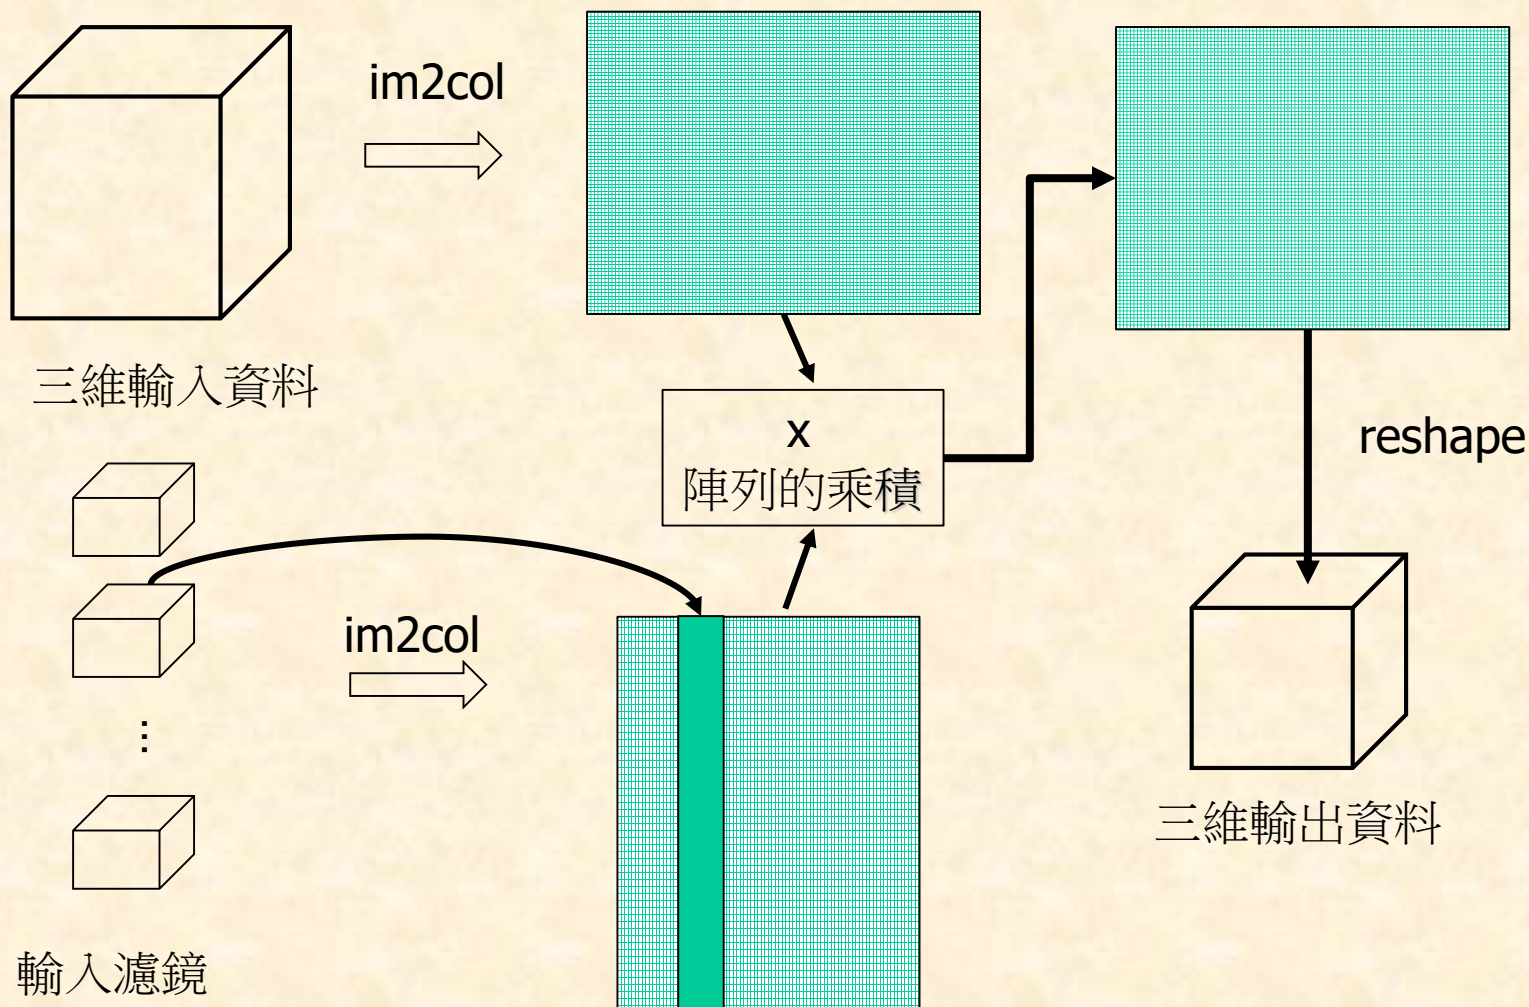 im2col
三維輸入資料
x
陣列的乘積
reshape
im2col
⋮
三維輸出資料
輸入濾鏡